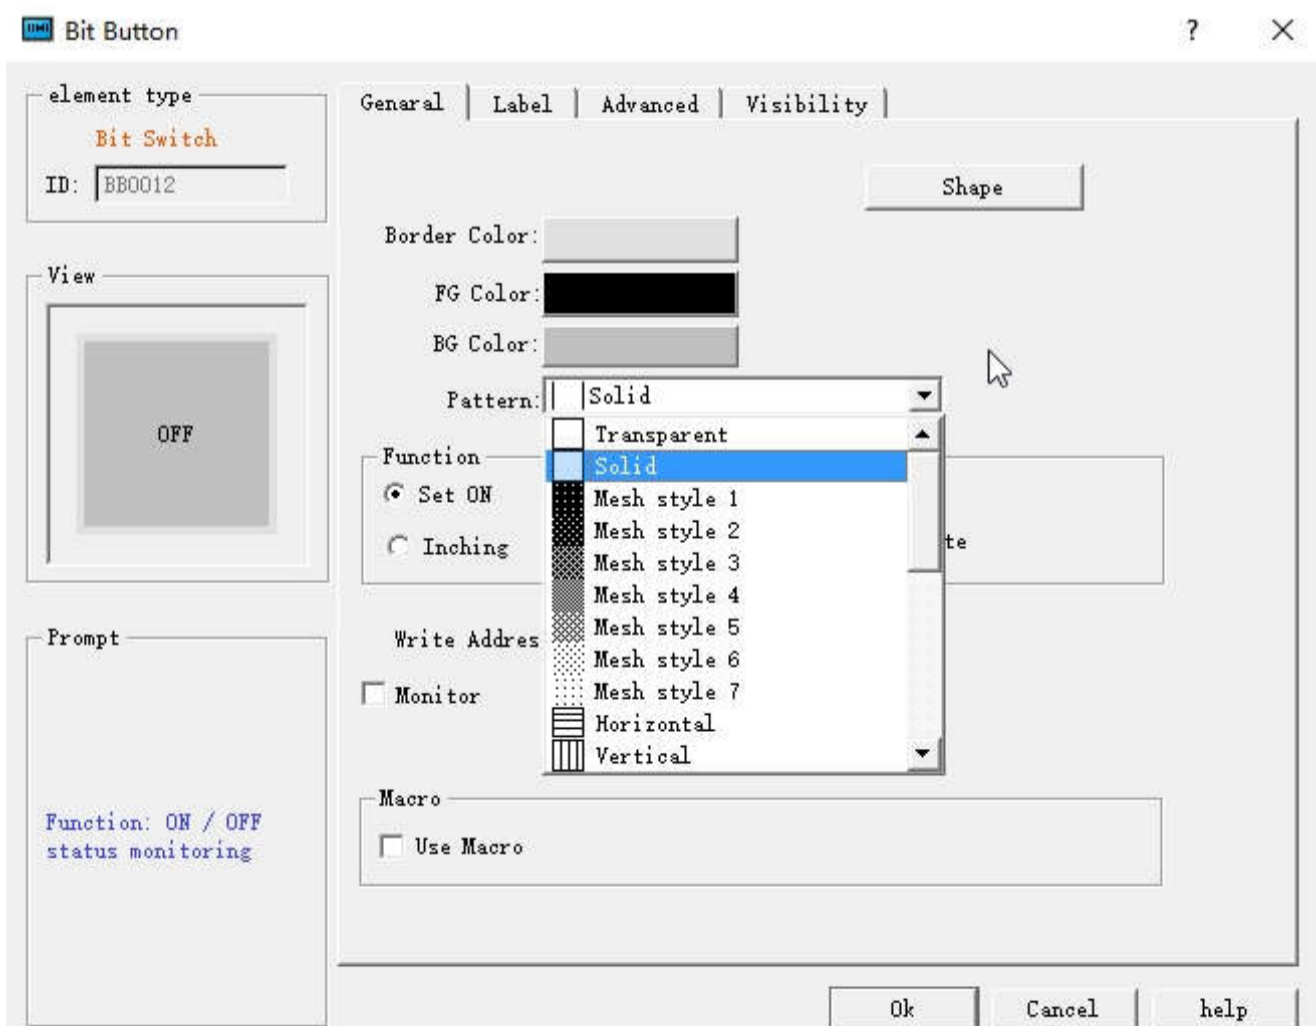 Bit Button
?
element type
Bit Switch
ID: BB0012
View
OFF
Prompt
Function: ON / OFF
status monitoring
Genaral Label Advanced Visibility
Shape
Border Color:
FG Color:
BG Color:
Pattern: Solid
Transparent
Solid
Mesh style 1
Mesh style 2
Mesh style 3
Mesh style 4
Mesh style 5
Mesh style 6
Mesh style 7
Horizontal
Vertical
Function
Set ON
Inching te
Write Addres
Monitor
Macro
Use Macro
Ok Cancel help